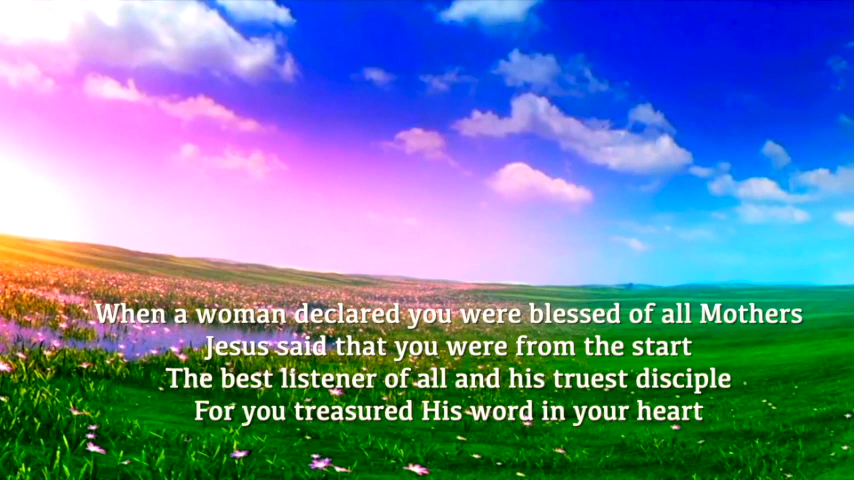 When a woman declared you were blessed of all Mothers
Jesus said that you were from the start
The best listener of all and his truest disciple
For you treasured His word in your heart